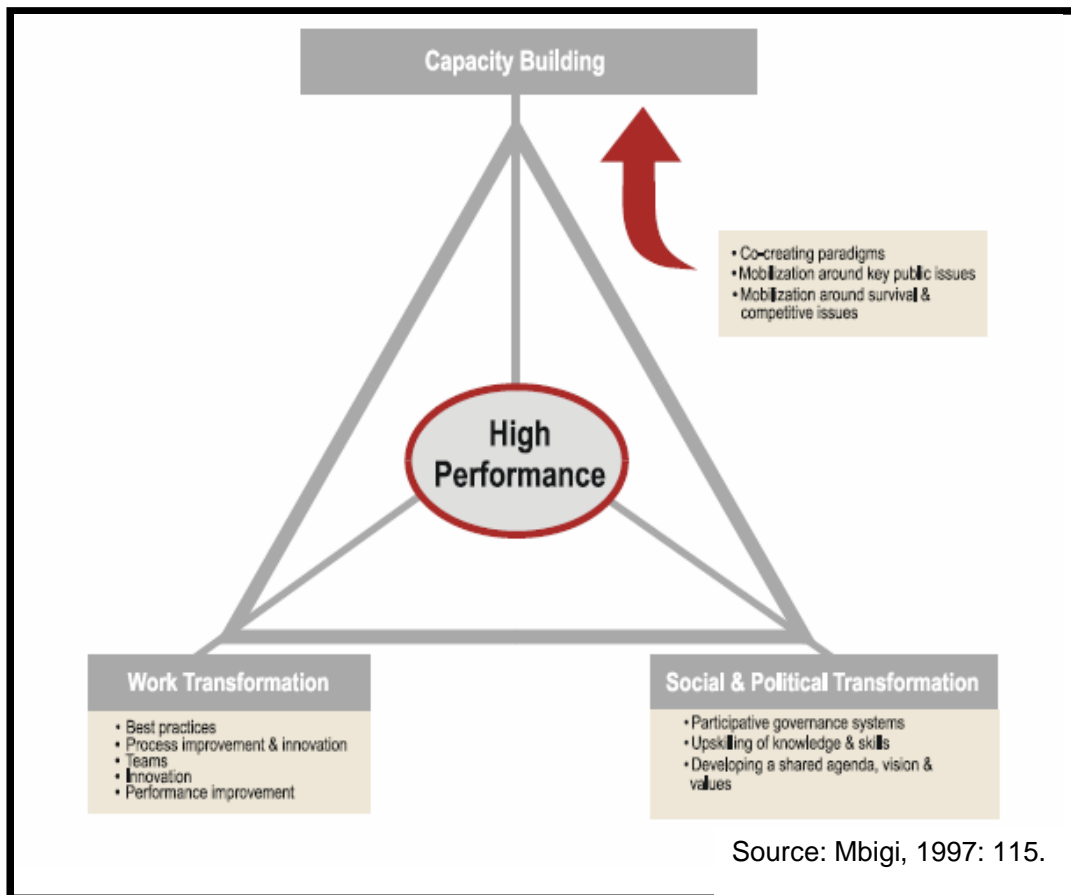 Capacity Building
• Co-creating paradigms
• Mobilization around key public issues
• Mobilization around survival &
competitive issues
High
Performance
Work Transformation
• Best practices
• Process improvement & innovation
• Teams
• Innovation
• Performance improvement
Social & Political Transformation
• Participative governance systems
• Upskilling of knowledge & skills
• Developing a shared agenda, vision &
values
Source: Mbigi, 1997: 115.